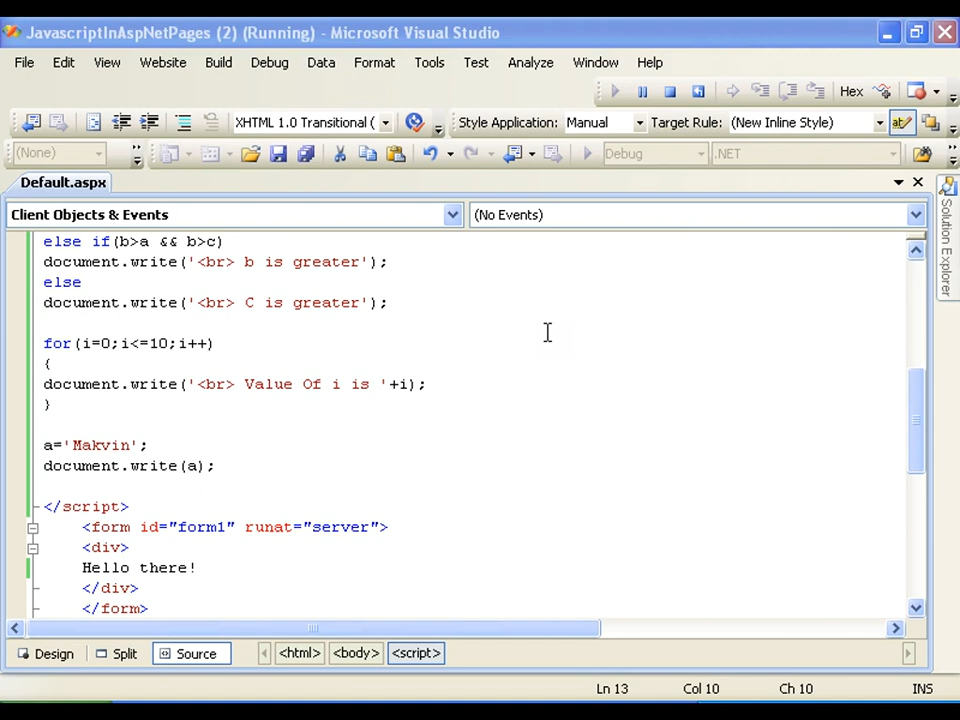 JavascriptInAspNetPages (2) (Running) - Microsoft Visual Studio
File Edit View Website Build Debug Data Format Tools Test Analyze Window Help
Hex
XHTML 1.0 Transitional ( Style Application: Manual Target Rule: (New Inline Style)
(None) Debug .NET
Default.aspx
Client Objects & Events (No Events)
Solution Explorer
else if(b>a && b>c)
document.write('<br> b is greater');
else
document.write('<br> C is greater');
for(i=0;i<=10;i++)
{
document.write('<br> Value Of i is '+i);
}
a='Makvin';
document.write(a);
</script>
<form id="form1" runat="server">
<div>
Hello there!
</div>
</form>
Design Split Source <html> <body> <script>
Ln 13 Col 10 Ch 10 INS